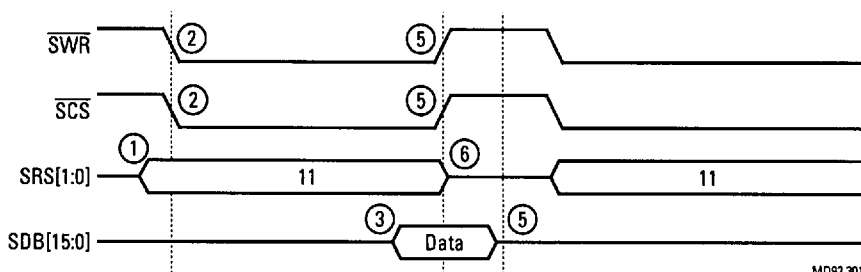 SWR ② ⑤
SCS ② ⑤
SRS[1:0] ① 11 ⑥ 11
SDB[15:0] ③ Data ⑤